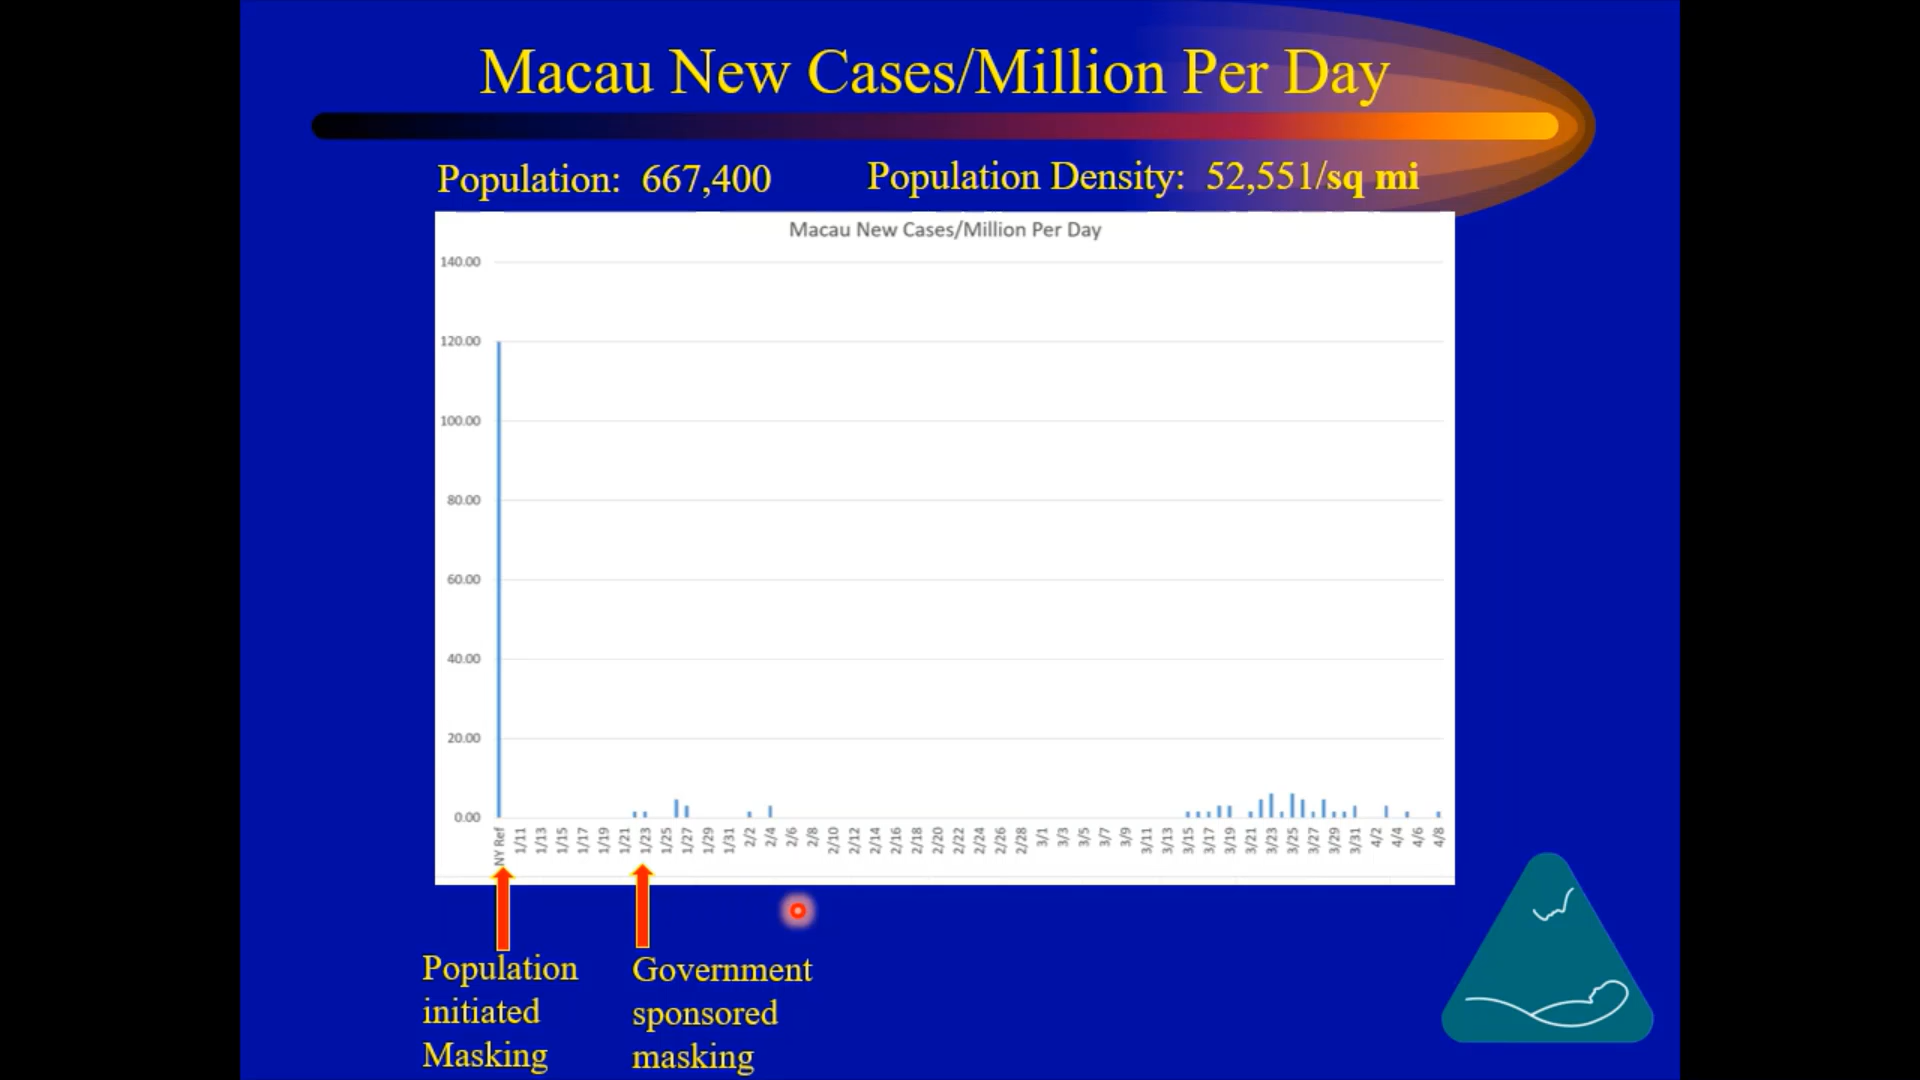 Macau New Cases/Million Per Day
Population: 667,400 Population Density: 52,551/sq mi
Macau New Cases/Million Per Day
140.00
120.00
100.00
80.00
60.00
40.00
20.00
0.00
NY Ref 1/11 1/13 1/15 1/17 1/19 1/21 1/23 1/25 1/27 1/29 1/31 2/2 2/4 2/6 2/8 2/10 2/12 2/14 2/16 2/18 2/20 2/22 2/24 2/26 2/28 3/1 3/3 3/5 3/7 3/9 3/11 3/13 3/15 3/17 3/19 3/21 3/23 3/25 3/27 3/29 3/31 4/2 4/4 4/6 4/8
Population
initiated
Masking
Government
sponsored
masking